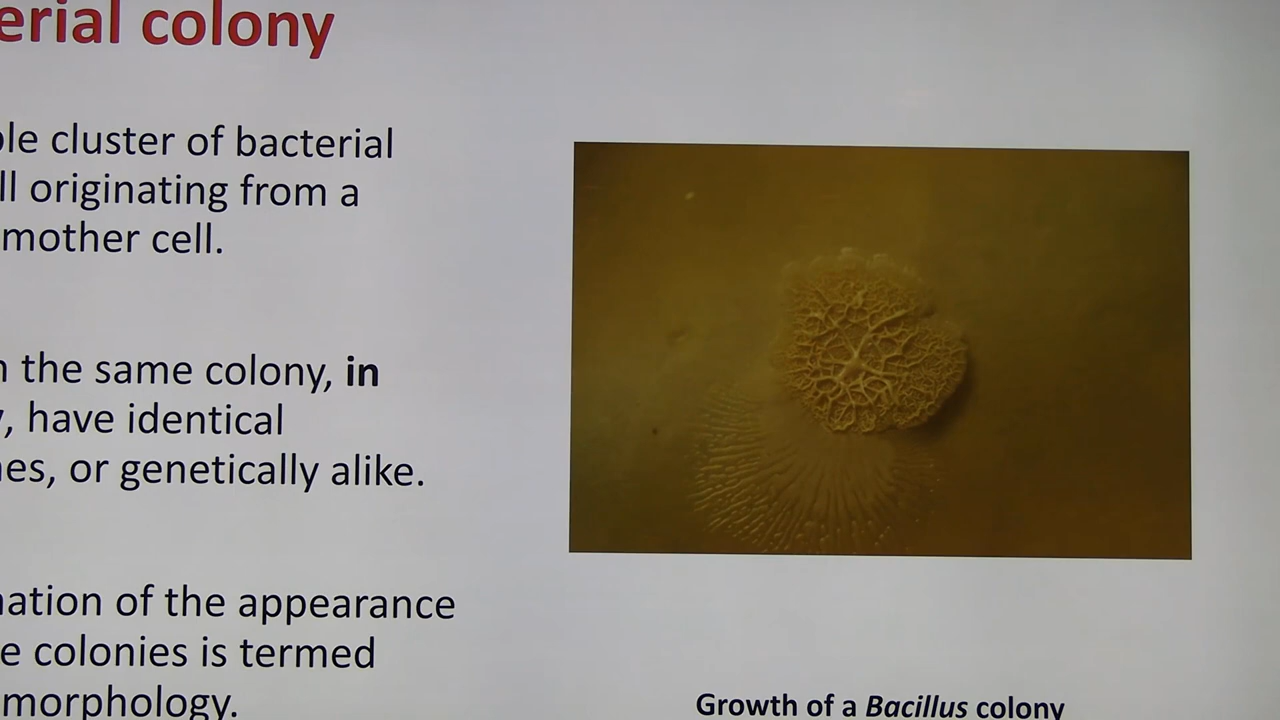 erial colony
ple cluster of bacterial
ll originating from a
mother cell.
n the same colony, in
y, have identical
nes, or genetically alike.
nation of the appearance
e colonies is termed
morphology.
Growth of a Bacillus colony